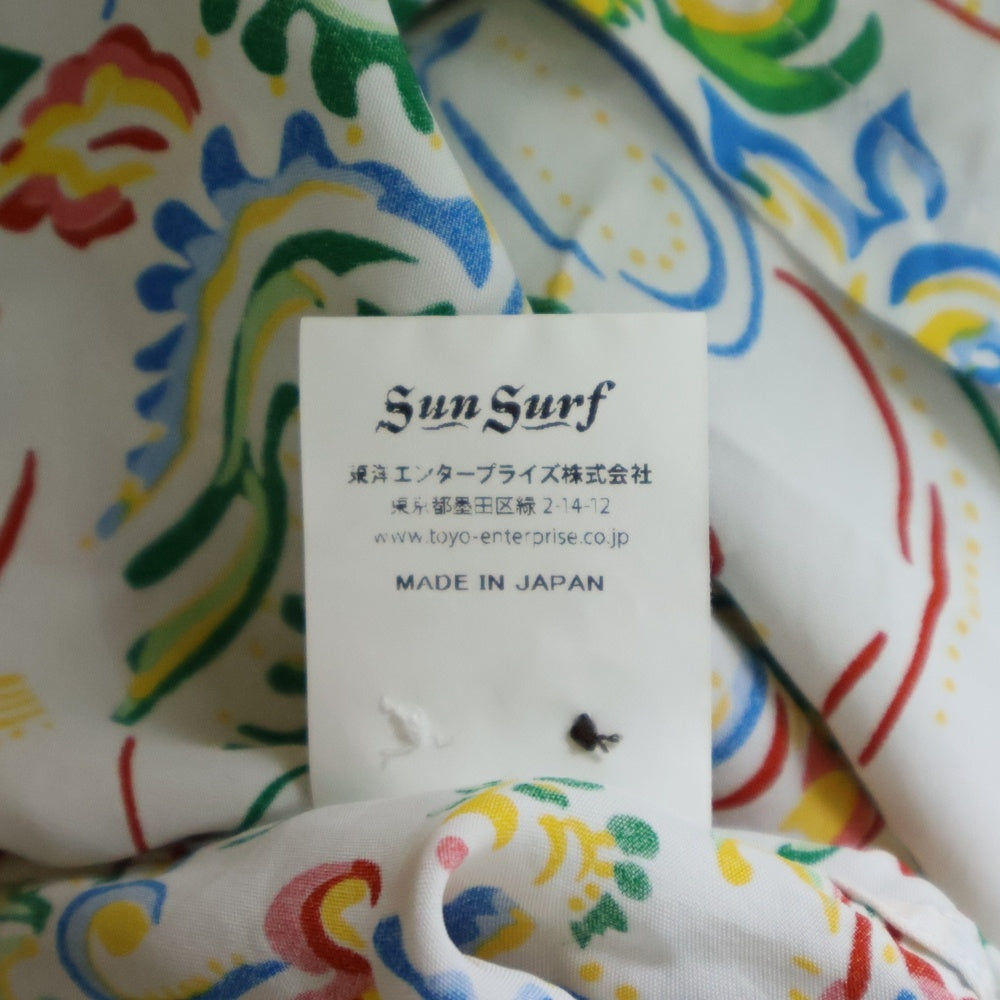 Sun Surf
東洋エンタープライズ株式会社
東京都墨田区緑 2-14-12
www.toyo-enterprise.co.jp
MADE IN JAPAN